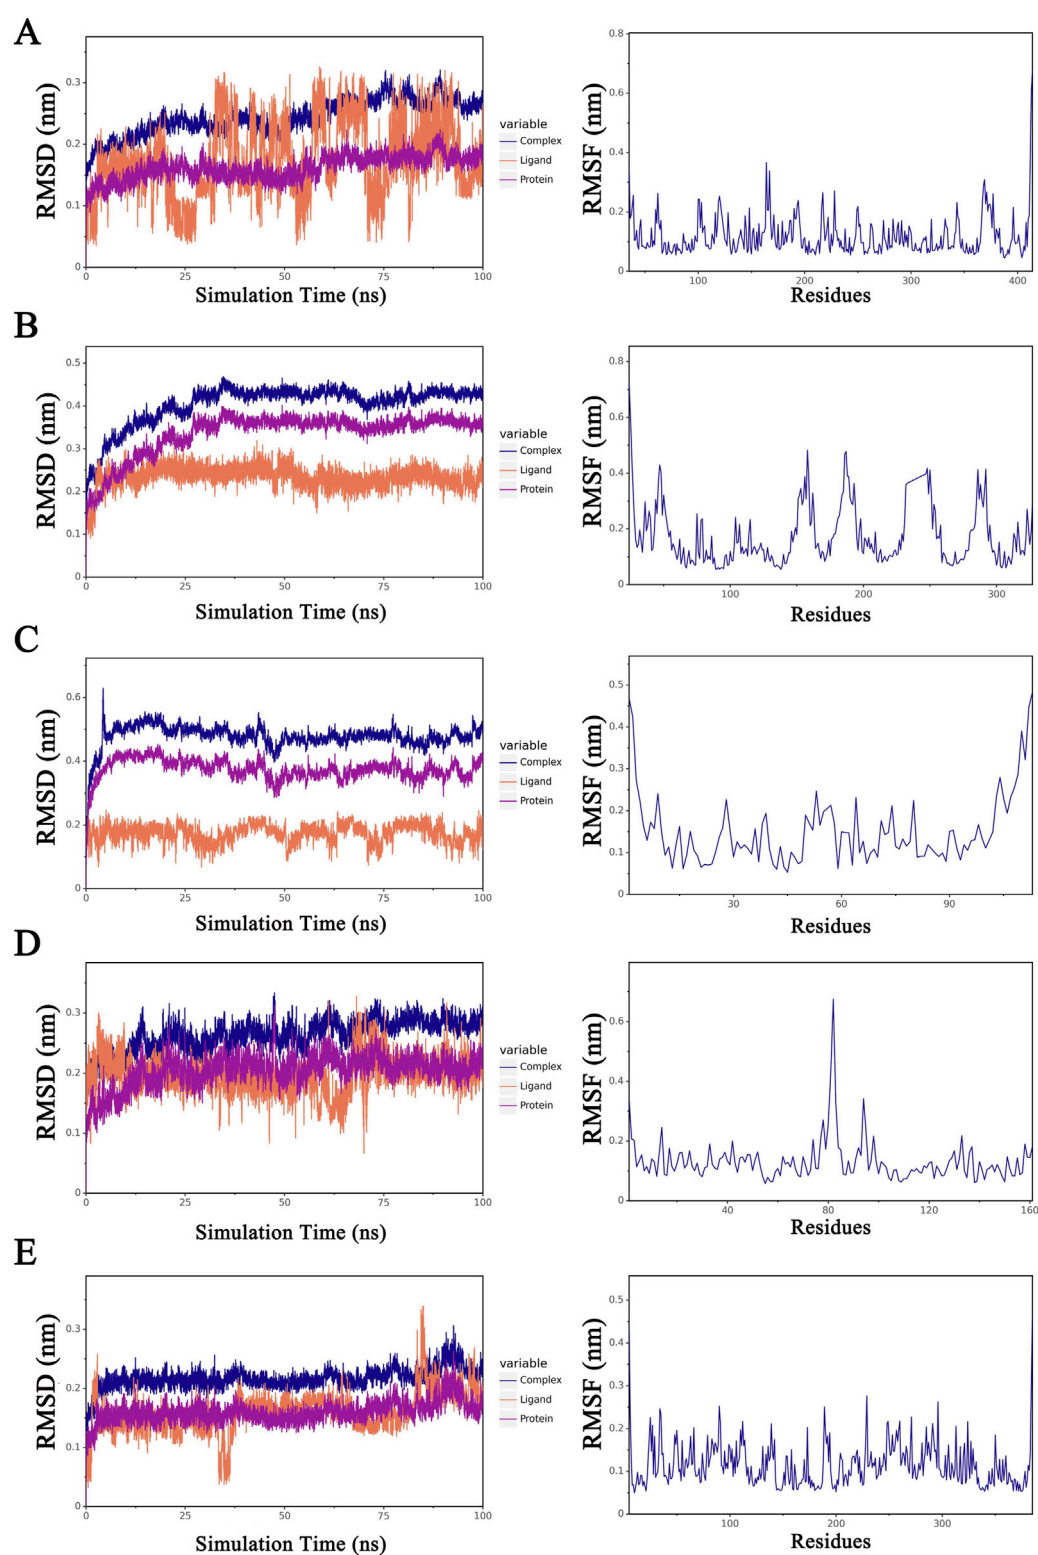 A
RMSD (nm)
0.3
0.2
0.1
0
0
25
50
75
100
Simulation Time (ns)
variable
Complex
Ligand
Protein
RMSF (nm)
0.8
0.6
0.4
0.2
0
100
200
300
400
Residues
B
RMSD (nm)
0.5
0.4
0.3
0.2
0.1
0
0
25
50
75
100
Simulation Time (ns)
variable
Complex
Ligand
Protein
RMSF (nm)
0.8
0.6
0.4
0.2
0
100
200
300
Residues
C
RMSD (nm)
0.6
0.4
0.2
0
0
25
50
75
100
Simulation Time (ns)
variable
Complex
Ligand
Protein
RMSF (nm)
0.5
0.4
0.3
0.2
0.1
0
30
60
90
Residues
D
RMSD (nm)
0.3
0.2
0.1
0
0
25
50
75
100
Simulation Time (ns)
variable
Complex
Ligand
Protein
RMSF (nm)
0.6
0.4
0.2
0
40
80
120
160
Residues
E
RMSD (nm)
0.3
0.2
0.1
0
0
25
50
75
100
Simulation Time (ns)
variable
Complex
Ligand
Protein
RMSF (nm)
0.5
0.4
0.3
0.2
0.1
0
100
200
300
Residues